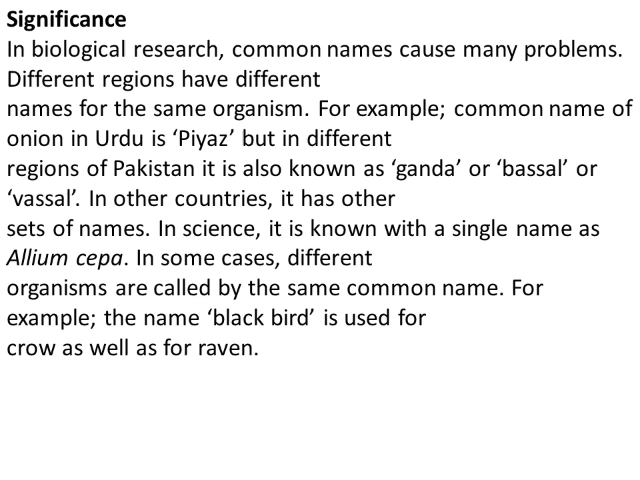 Significance
In biological research, common names cause many problems.
Different regions have different
names for the same organism. For example; common name of
onion in Urdu is ‘Piyaz’ but in different
regions of Pakistan it is also known as ‘ganda’ or ‘bassal’ or
‘vassal’. In other countries, it has other
sets of names. In science, it is known with a single name as
Allium cepa. In some cases, different
organisms are called by the same common name. For
example; the name ‘black bird’ is used for
crow as well as for raven.